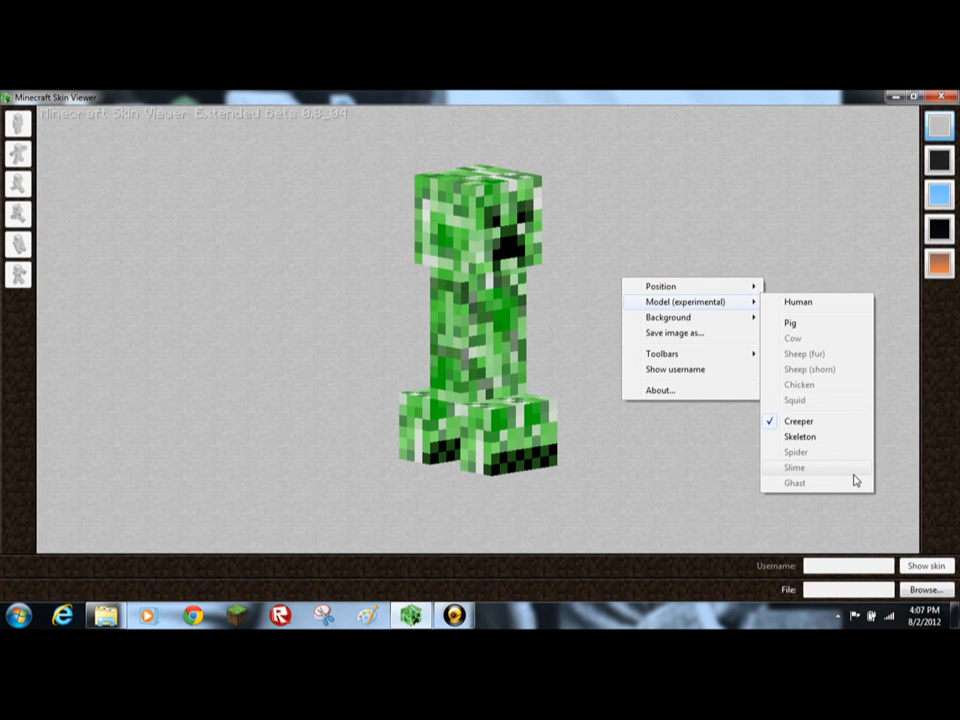 Minecraft Skin Viewer
Minecraft Skin Viewer Extended Beta 0.8_04
Position
Model (experimental)
Background
Save image as...
Toolbars
Show username
About...
Human
Pig
Cow
Sheep (fur)
Sheep (shorn)
Chicken
Squid
Creeper
Skeleton
Spider
Slime
Ghast
Username:
Show skin
File:
Browse...
4:07 PM
8/2/2012